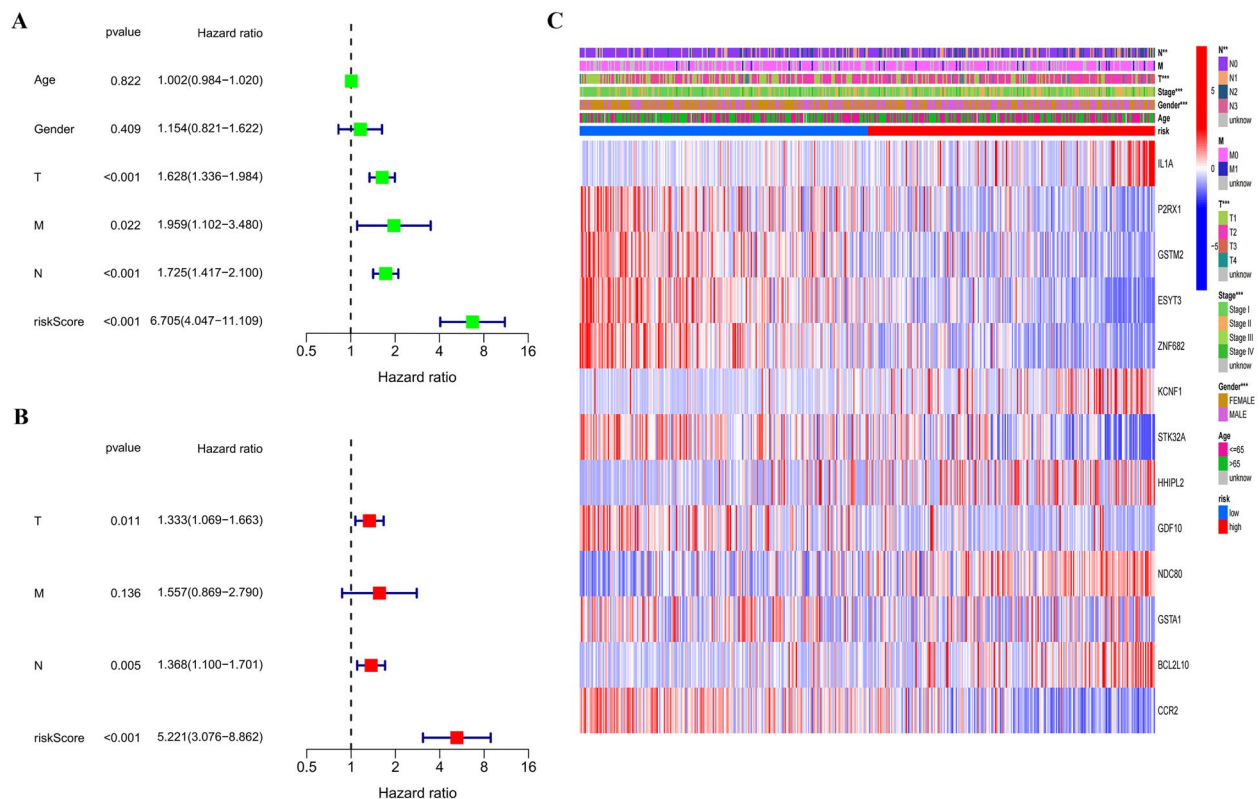 A
pvalue Hazard ratio
Age 0.822 1.002(0.984−1.020)
Gender 0.409 1.154(0.821−1.622)
T <0.001 1.628(1.336−1.984)
M 0.022 1.959(1.102−3.480)
N <0.001 1.725(1.417−2.100)
riskScore <0.001 6.705(4.047−11.109)
0.5 1 2 4 8 16
Hazard ratio
B
pvalue Hazard ratio
T 0.011 1.333(1.069−1.663)
M 0.136 1.557(0.869−2.790)
N 0.005 1.368(1.100−1.701)
riskScore <0.001 5.221(3.076−8.862)
0.5 1 2 4 8 16
Hazard ratio
C
N**
M
T***
Stage***
Gender***
Age
risk
IL1A
P2RX1
GSTM2
ESYT3
ZNF682
KCNF1
STK32A
HHIPL2
GDF10
NDC80
GSTA1
BCL2L10
CCR2
5
0
−5
N**
N0
N1
N2
N3
unknow
M
M0
M1
unknow
T***
T1
T2
T3
T4
unknow
Stage***
Stage I
Stage II
Stage III
Stage IV
unknow
Gender***
FEMALE
MALE
Age
<=65
>65
unknow
risk
low
high